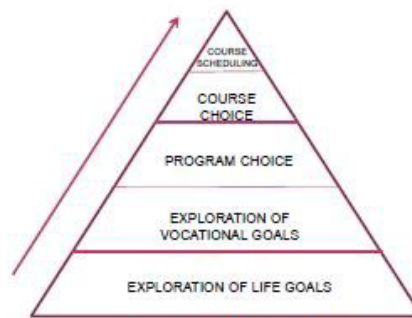 COURSE
SCHEDULING
COURSE
CHOICE
PROGRAM CHOICE
EXPLORATION OF
VOCATIONAL GOALS
EXPLORATION OF LIFE GOALS